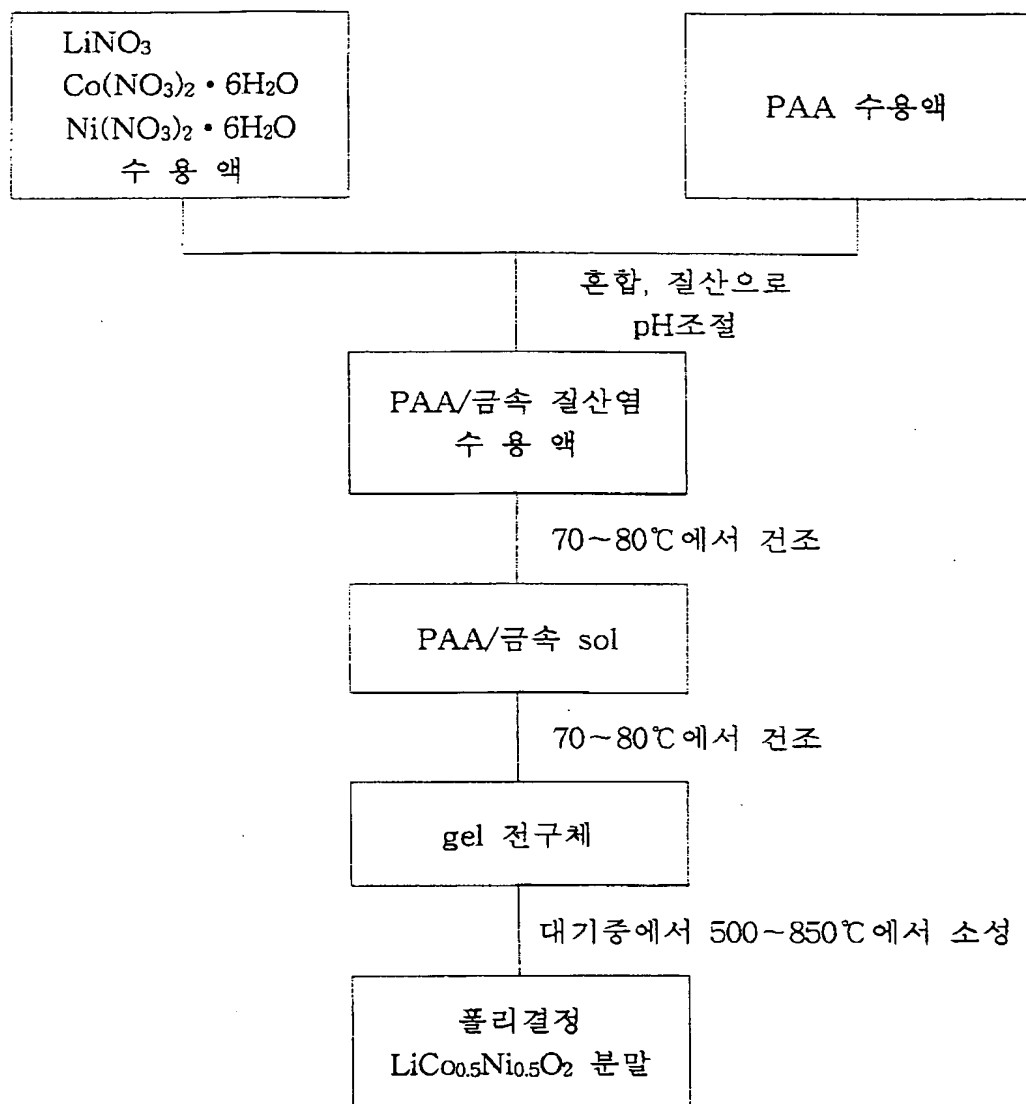 LiNO₃
Co(NO₃)₂・6H₂O
Ni(NO₃)₂・6H₂O
수 용 액
PAA 수용액
혼합, 질산으로
pH조절
PAA/금속 질산염
수 용 액
70~80℃에서 건조
PAA/금속 sol
70~80℃에서 건조
gel 전구체
대기중에서 500~850℃에서 소성
폴리결정
LiCo₀.₅Ni₀.₅O₂ 분말